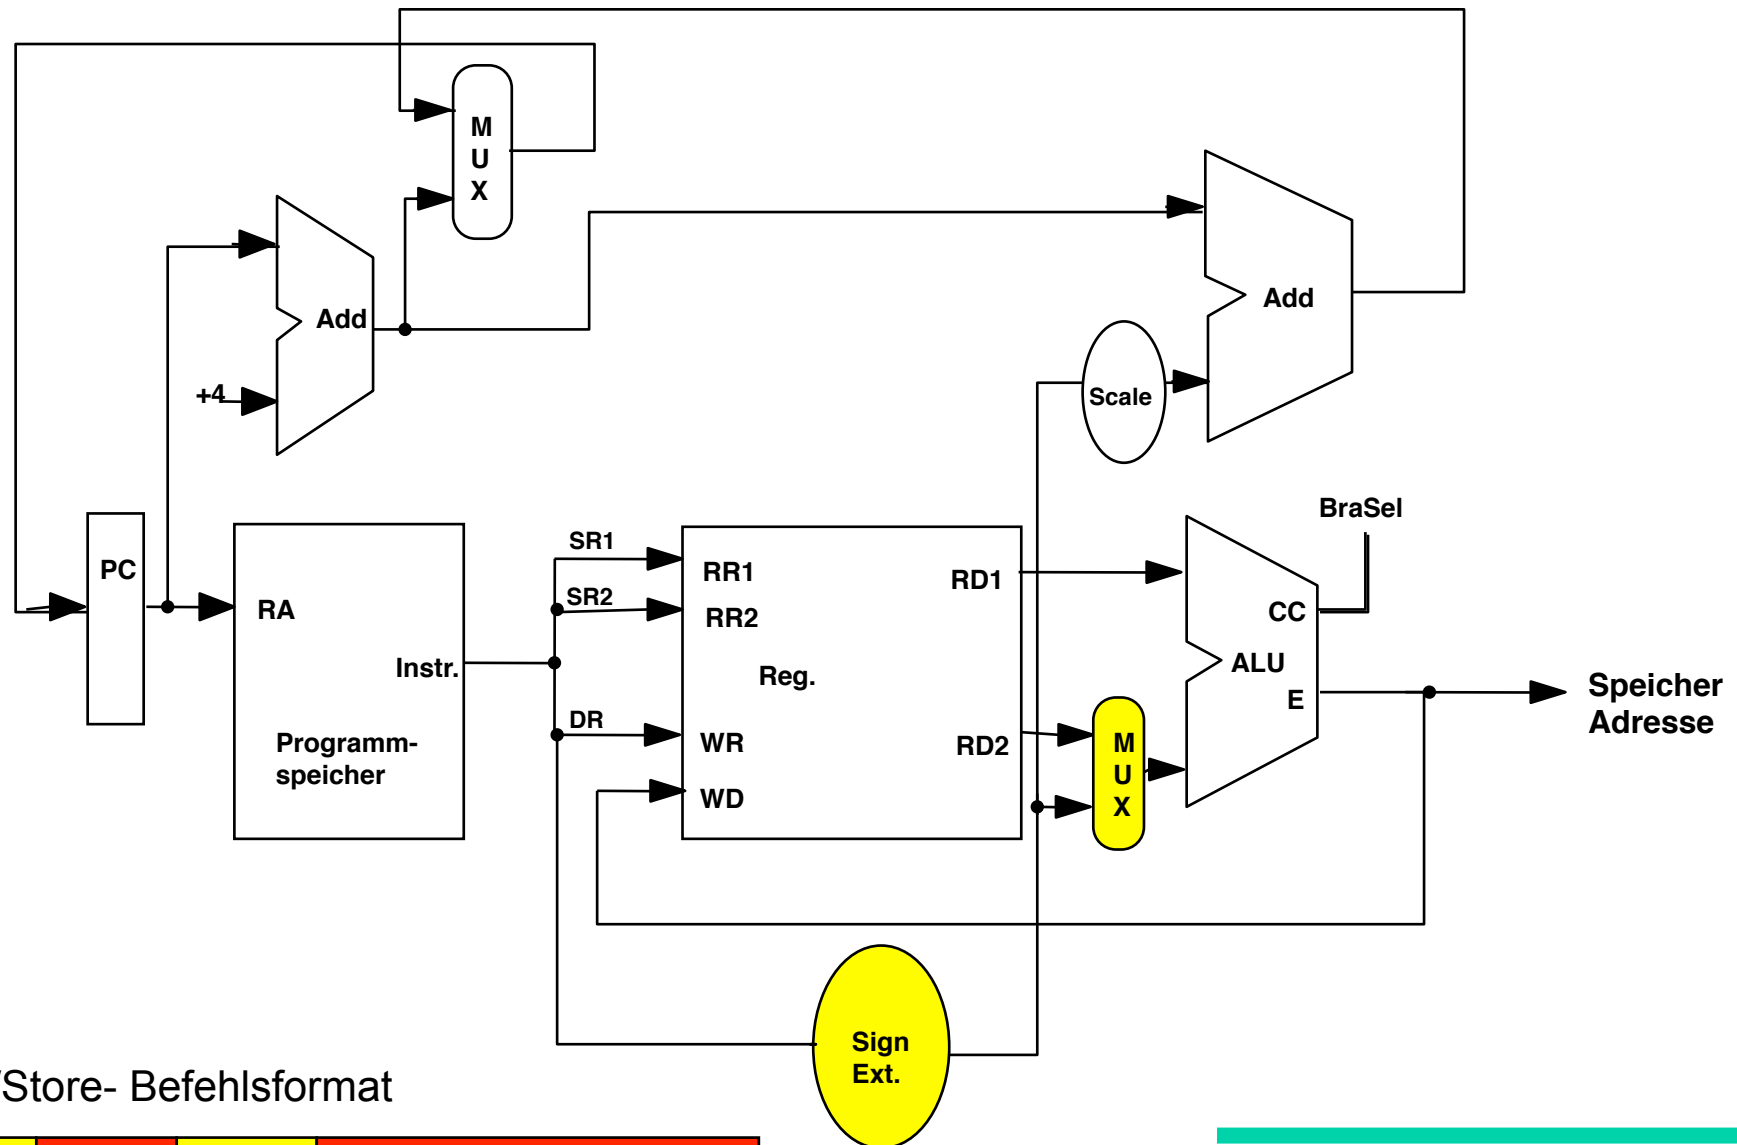 M
U
X
Add
Add
+4
Scale
BraSel
PC
SR1
RR1
RD1
SR2
RR2
CC
RA
Instr.
Reg.
ALU
E
Speicher
Adresse
DR
WR
RD2
M
U
X
Programm-
speicher
WD
Sign
Ext.
/Store- Befehlsformat